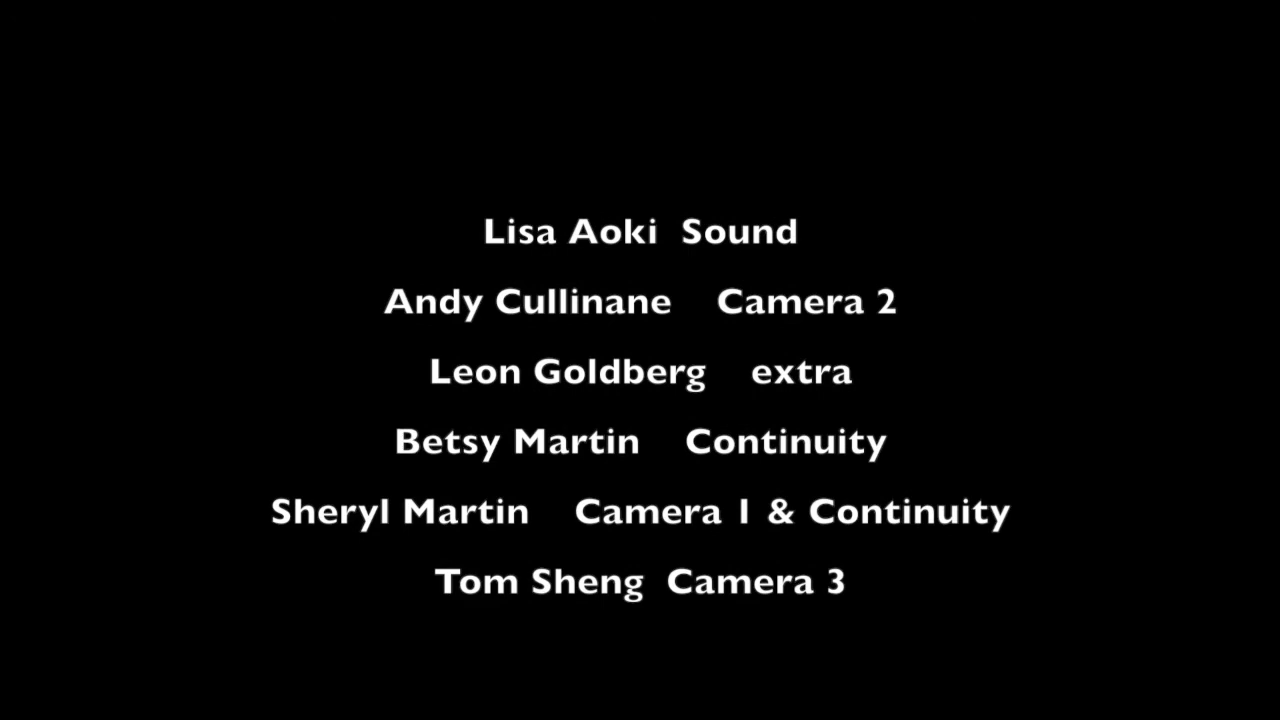 Lisa Aoki Sound
Andy Cullinane Camera 2
Leon Goldberg extra
Betsy Martin Continuity
Sheryl Martin Camera 1 & Continuity
Tom Sheng Camera 3